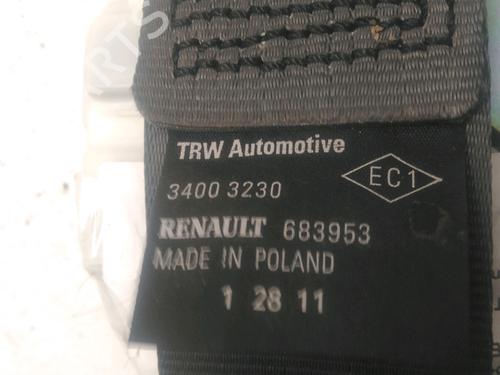 TRW Automotive
3400 3230
EC1
RENAULT 683953
MADE IN POLAND
1 28 11